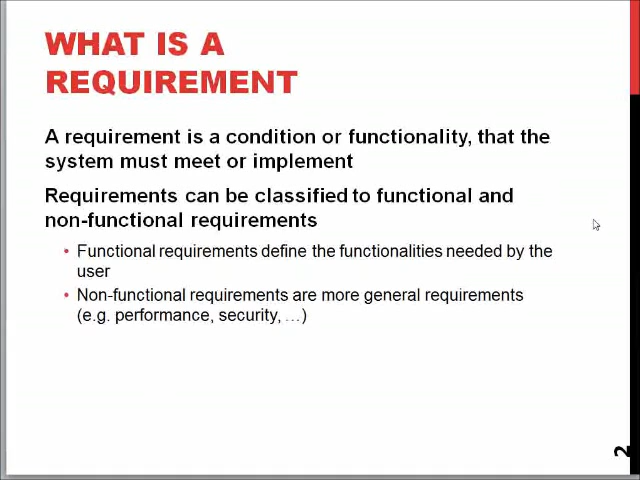 WHAT IS A
REQUIREMENT
A requirement is a condition or functionality, that the
system must meet or implement
Requirements can be classified to functional and
non-functional requirements
• Functional requirements define the functionalities needed by the
user
• Non-functional requirements are more general requirements
(e.g. performance, security, …)
2